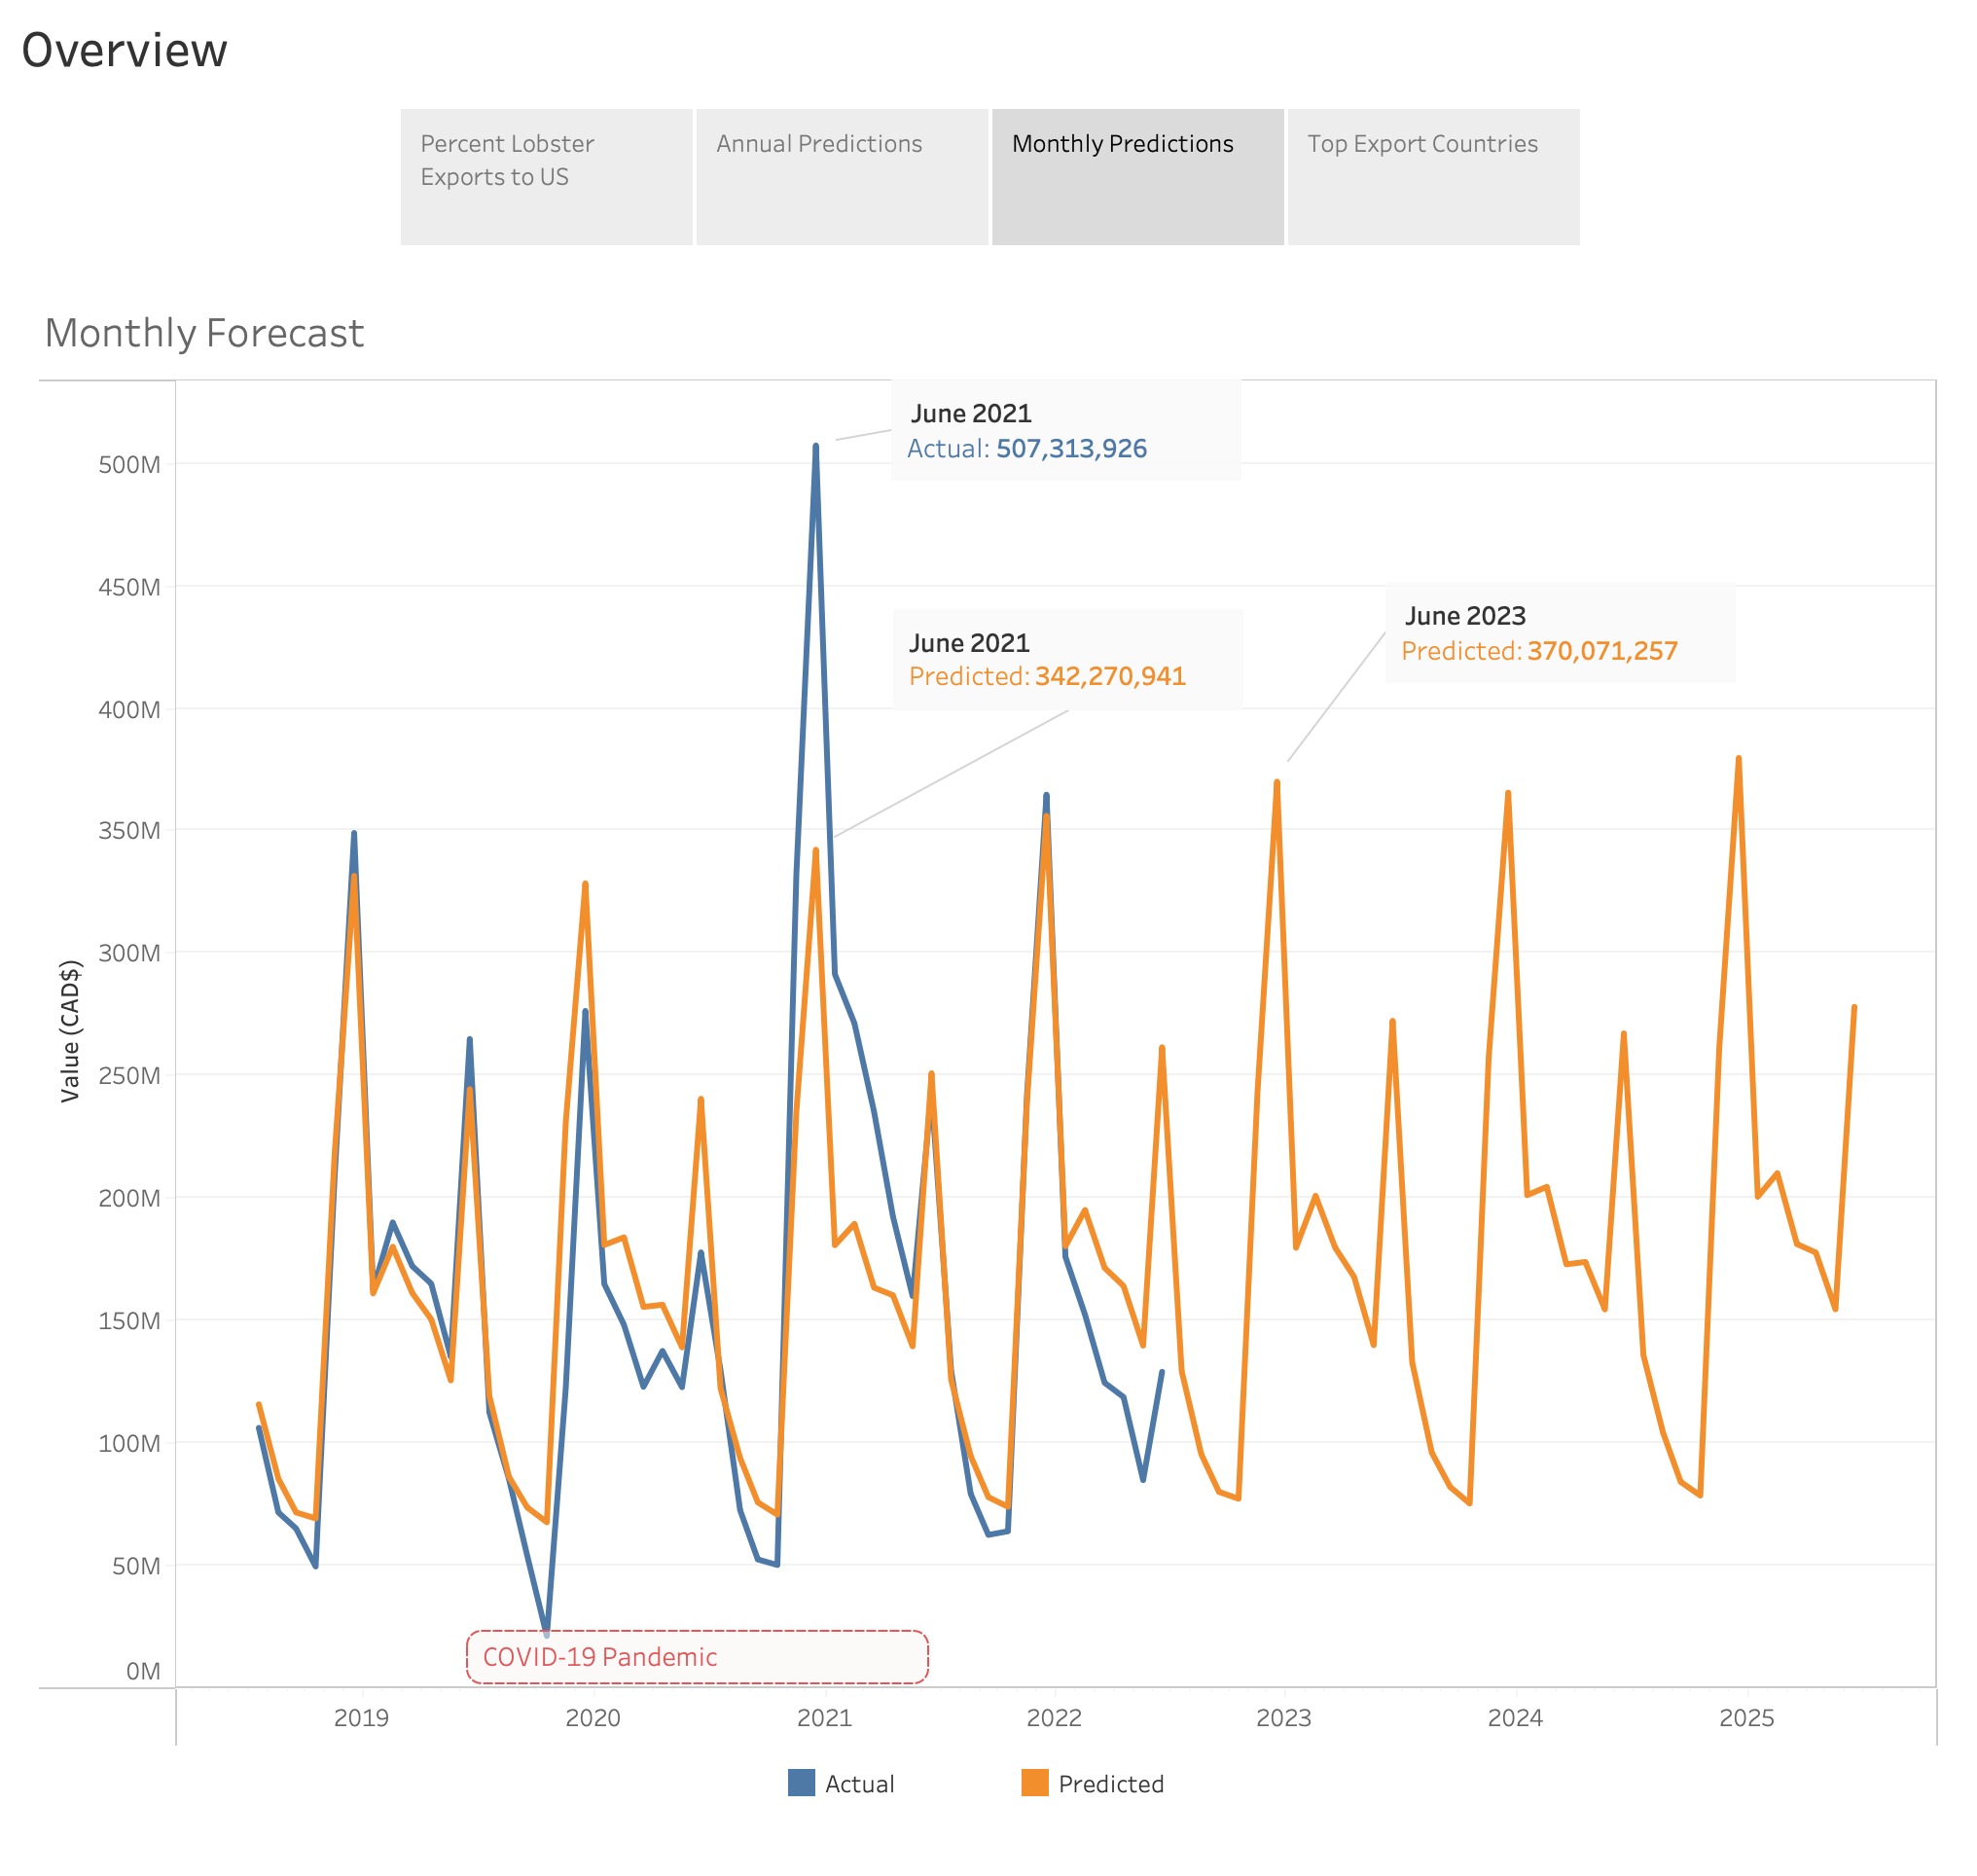 Overview
Percent Lobster
Exports to US
Annual Predictions
Monthly Predictions
Top Export Countries
Monthly Forecast
June 2021
Actual: 507,313,926
June 2021
Predicted: 342,270,941
June 2023
Predicted: 370,071,257
Value (CAD$)
500M
450M
400M
350M
300M
250M
200M
150M
100M
50M
0M
COVID-19 Pandemic
2019
2020
2021
2022
2023
2024
2025
Actual
Predicted